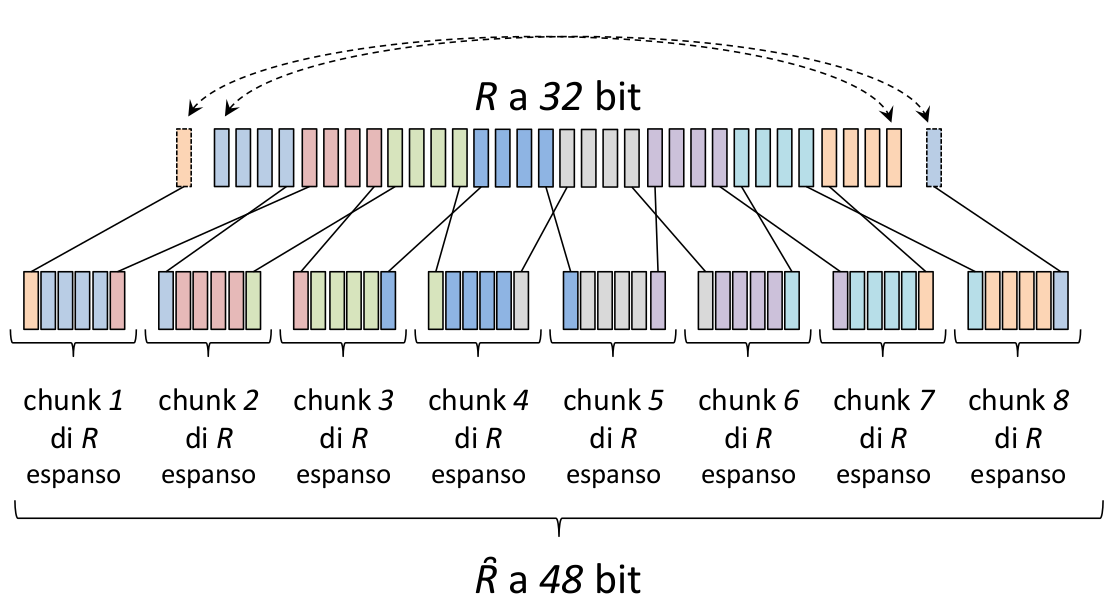 R a 32 bit
chunk 1 chunk 2 chunk 3 chunk 4 chunk 5 chunk 6 chunk 7 chunk 8
di R di R di R di R di R di R di R di R
espanso espanso espanso espanso espanso espanso espanso espanso
R̂ a 48 bit